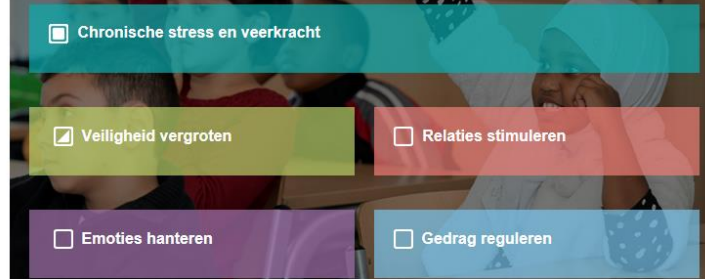 Chronische stress en veerkracht
Veiligheid vergroten
Relaties stimuleren
Emoties hanteren
Gedrag reguleren